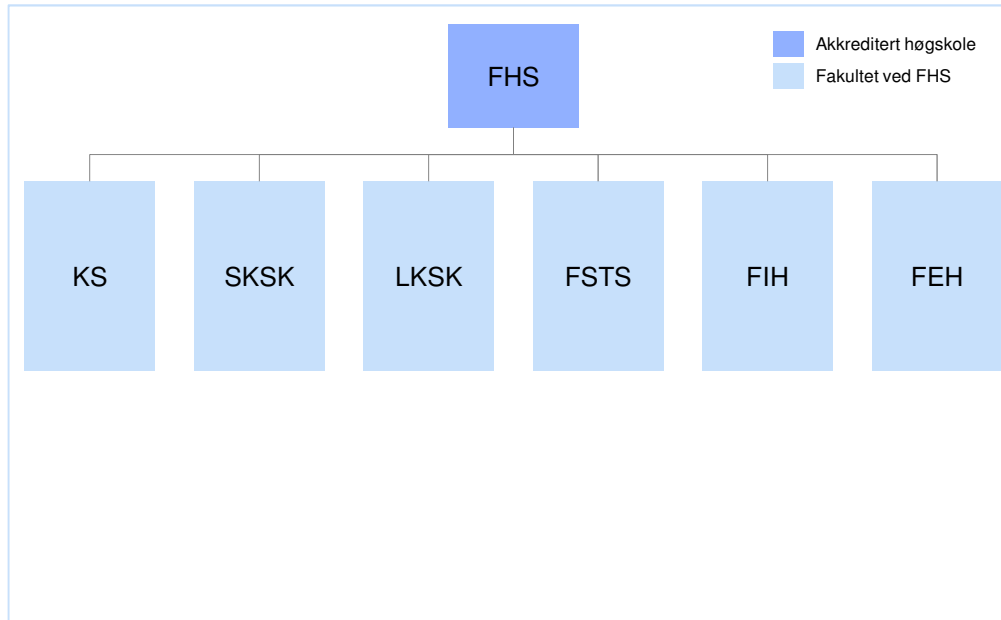 FHS
Akkreditert høgskole
Fakultet ved FHS
KS
SKSK
LKSK
FSTS
FIH
FEH